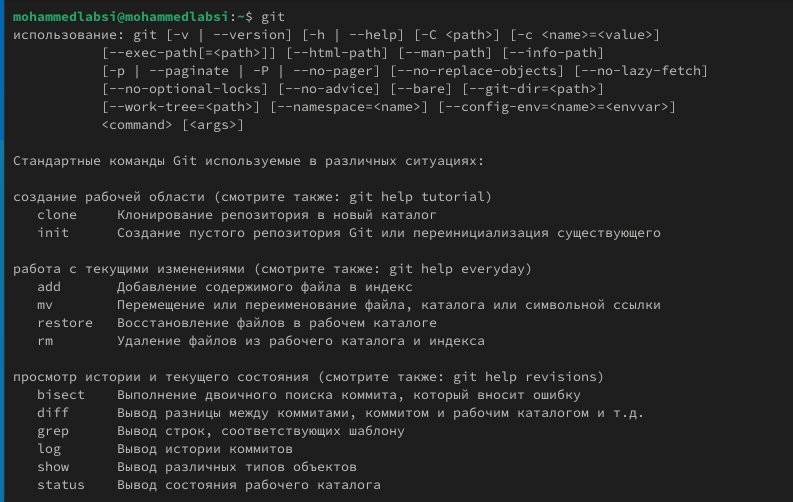 mohammedlabsi@mohammedlabsi:~$ git
использование: git [-v | --version] [-h | --help] [-C <path>] [-c <name>=<value>]
           [--exec-path[=<path>]] [--html-path] [--man-path] [--info-path]
           [-p | --paginate | -P | --no-pager] [--no-replace-objects] [--no-lazy-fetch]
           [--no-optional-locks] [--no-advice] [--bare] [--git-dir=<path>]
           [--work-tree=<path>] [--namespace=<name>] [--config-env=<name>=<envvar>]
           <command> [<args>]

Стандартные команды Git используемые в различных ситуациях:

создание рабочей области (смотрите также: git help tutorial)
   clone     Клонирование репозитория в новый каталог
   init      Создание пустого репозитория Git или переинициализация существующего

работа с текущими изменениями (смотрите также: git help everyday)
   add       Добавление содержимого файла в индекс
   mv        Перемещение или переименование файла, каталога или символьной ссылки
   restore   Восстановление файлов в рабочем каталоге
   rm        Удаление файлов из рабочего каталога и индекса

просмотр истории и текущего состояния (смотрите также: git help revisions)
   bisect    Выполнение двоичного поиска коммита, который вносит ошибку
   diff      Вывод разницы между коммитами, коммитом и рабочим каталогом и т.д.
   grep      Вывод строк, соответствующих шаблону
   log       Вывод истории коммитов
   show      Вывод различных типов объектов
   status    Вывод состояния рабочего каталога